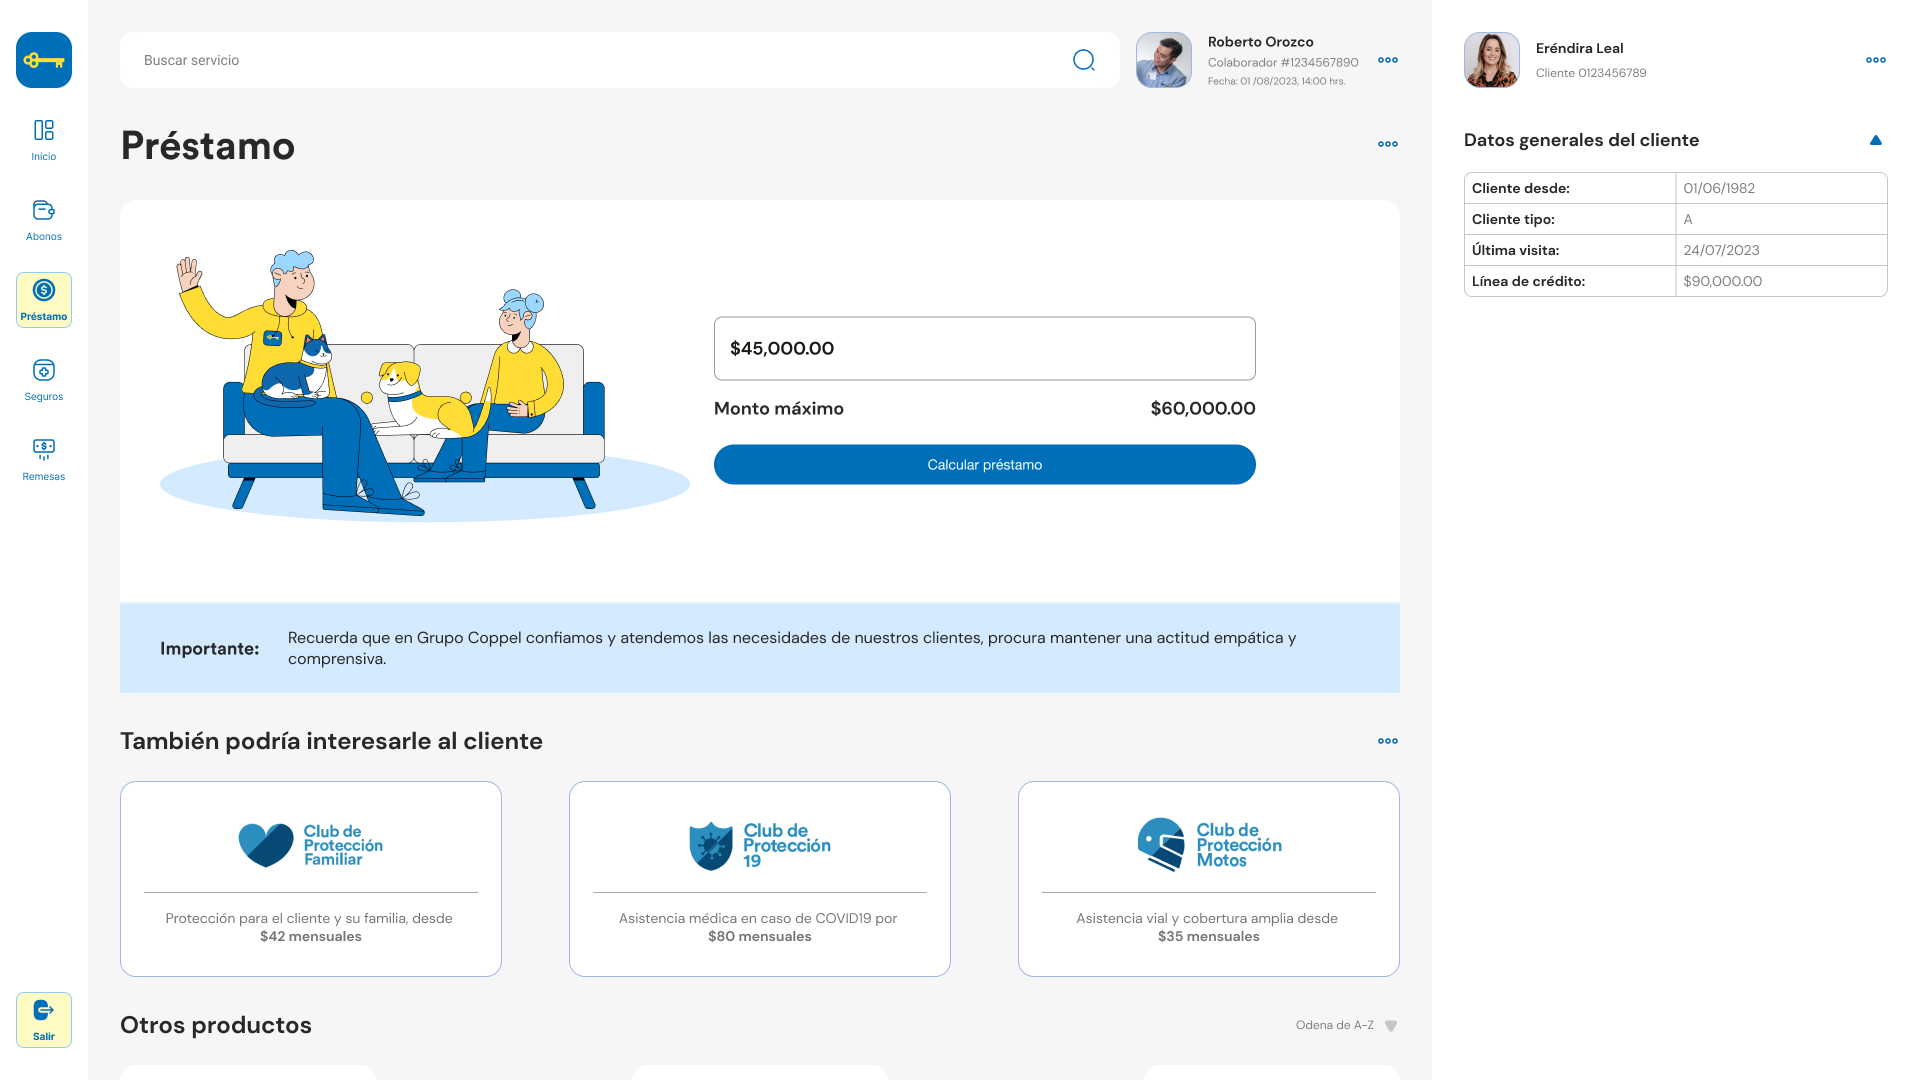 Inicio
Abonos
Préstamo
Seguros
Remesas
Salir
Buscar servicio
Roberto Orozco
Colaborador #1234567890
Fecha: 01 /08/2023, 14:00 hrs.
Préstamo
$45,000.00
Monto máximo $60,000.00
Calcular préstamo
Importante:
Recuerda que en Grupo Coppel confiamos y atendemos las necesidades de nuestros clientes, procura mantener una actitud empática y
comprensiva.
También podría interesarle al cliente
Club de
Protección
Familiar
Protección para el cliente y su familia, desde
$42 mensuales
Club de
Protección
19
Asistencia médica en caso de COVID19 por
$80 mensuales
Club de
Protección
Motos
Asistencia vial y cobertura amplia desde
$35 mensuales
Otros productos
Odena de A-Z
Eréndira Leal
Cliente 0123456789
Datos generales del cliente
Cliente desde: 01/06/1982
Cliente tipo: A
Última visita: 24/07/2023
Línea de crédito: $90,000.00